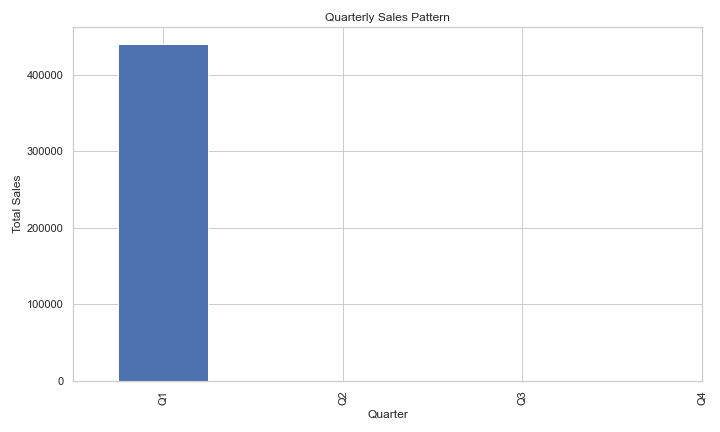 Quarterly Sales Pattern
Total Sales
400000
300000
200000
100000
0
Q1
Q2
Q3
Q4
Quarter